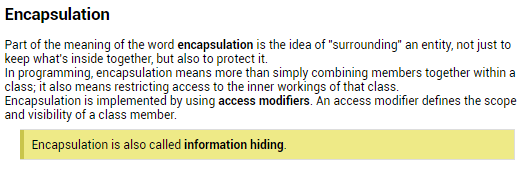 Encapsulation
Part of the meaning of the word encapsulation is the idea of "surrounding" an entity, not just to
keep what's inside together, but also to protect it.
In programming, encapsulation means more than simply combining members together within a
class; it also means restricting access to the inner workings of that class.
Encapsulation is implemented by using access modifiers. An access modifier defines the scope
and visibility of a class member.
Encapsulation is also called information hiding.